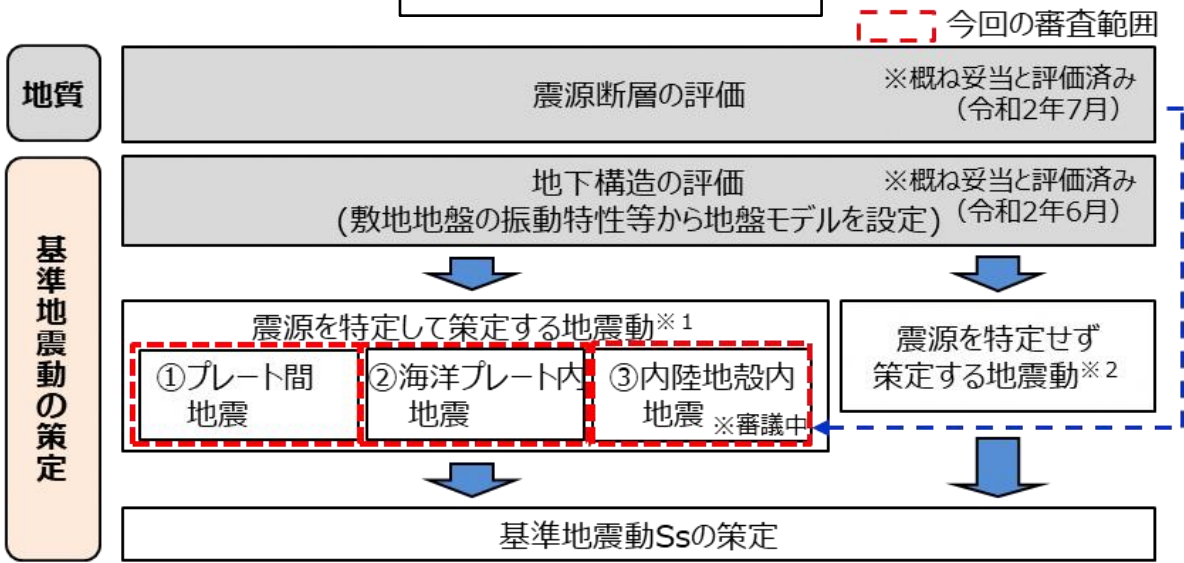 今回の審査範囲
地質
震源断層の評価
※概ね妥当と評価済み
（令和2年7月）
基準地震動の策定
地下構造の評価
(敷地地盤の振動特性等から地盤モデルを設定)
※概ね妥当と評価済み
（令和2年6月）
震源を特定して策定する地震動※1
①プレート間
地震
②海洋プレート内
地震
③内陸地殻内
地震 ※審議中
震源を特定せず
策定する地震動※2
基準地震動Ssの策定